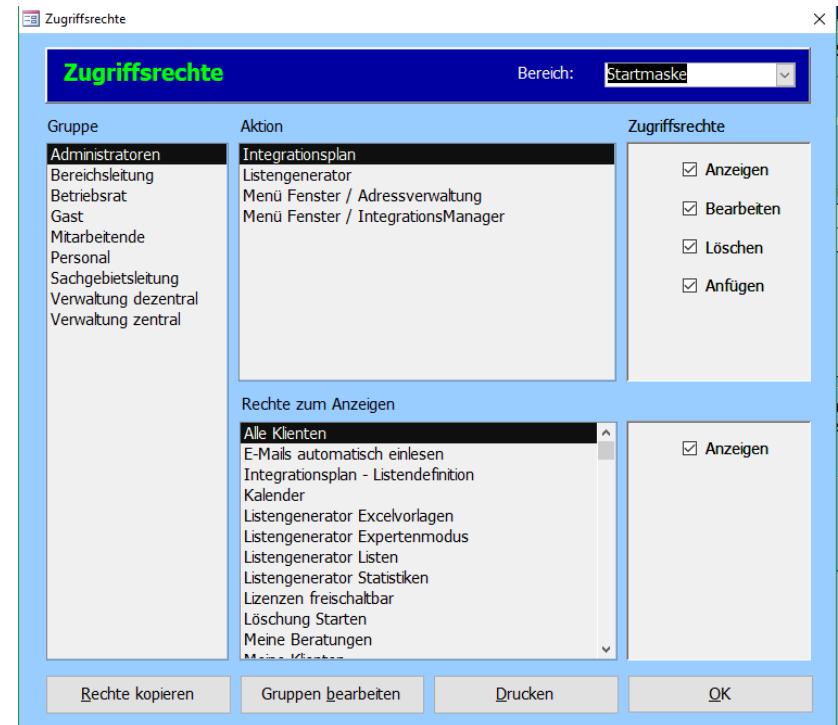 Zugriffsrechte
Zugriffsrechte
Bereich:
Startmaske
Gruppe
Administratoren
Bereichsleitung
Betriebsrat
Gast
Mitarbeitende
Personal
Sachgebietsleitung
Verwaltung dezentral
Verwaltung zentral
Aktion
Integrationsplan
Listengenerator
Menü Fenster / Adressverwaltung
Menü Fenster / IntegrationsManager
Zugriffsrechte
Anzeigen
Bearbeiten
Löschen
Anfügen
Rechte zum Anzeigen
Alle Klienten
E-Mails automatisch einlesen
Integrationsplan - Listendefinition
Kalender
Listengenerator Excelvorlagen
Listengenerator Expertenmodus
Listengenerator Listen
Listengenerator Statistiken
Lizenzen freischaltbar
Löschung Starten
Meine Beratungen
Meine Klienten
Anzeigen
Rechte kopieren
Gruppen bearbeiten
Drucken
OK